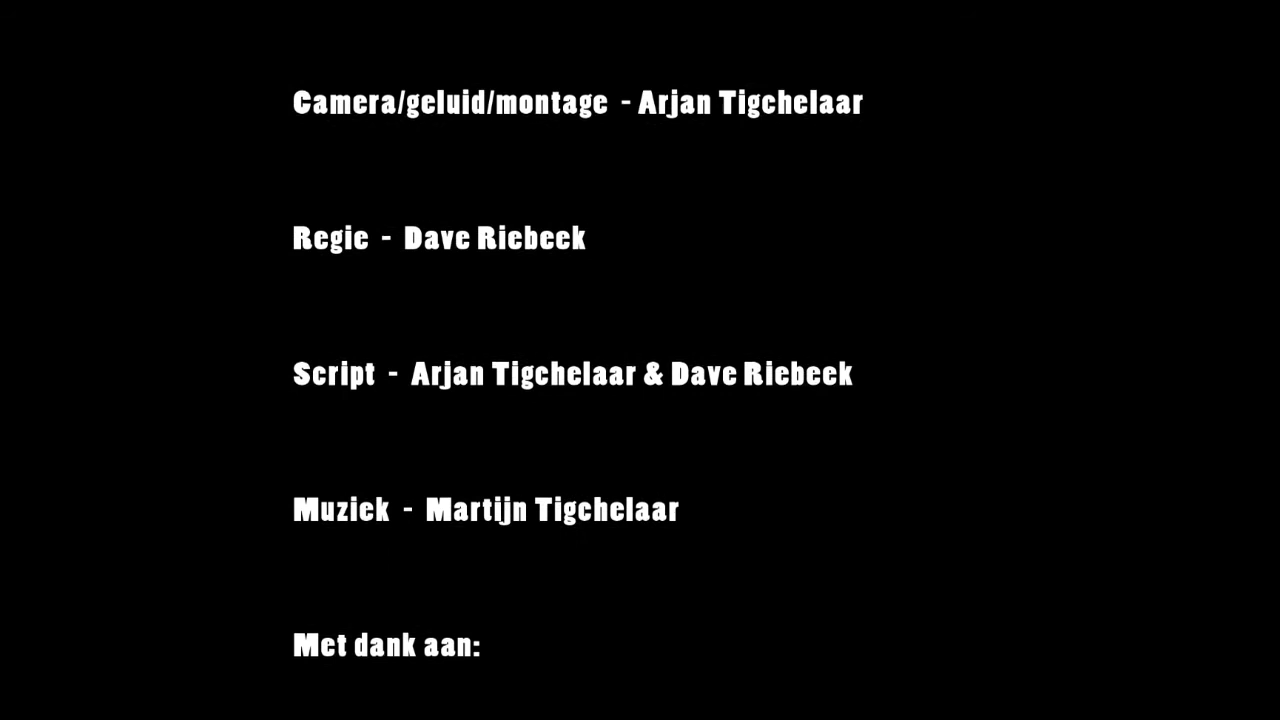 Camera/geluid/montage - Arjan Tigchelaar
Regie - Dave Riebeek
Script - Arjan Tigchelaar & Dave Riebeek
Muziek - Martijn Tigchelaar
Met dank aan: